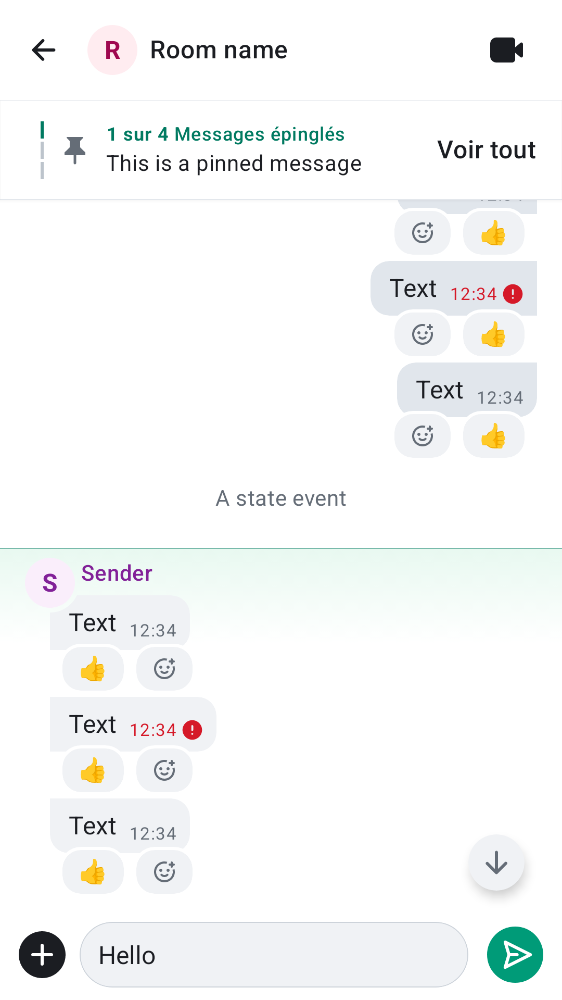 R Room name
1 sur 4 Messages épinglés
This is a pinned message
Voir tout
Text 12:34
Text 12:34
A state event
S Sender
Text 12:34
Text 12:34
Text 12:34
Hello